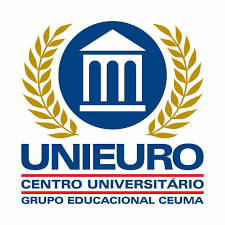 UNIEURO
CENTRO UNIVERSITÁRIO
GRUPO EDUCACIONAL CEUMA